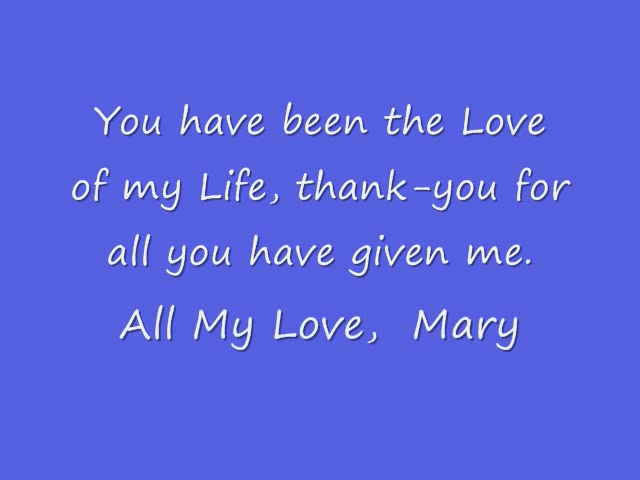 You have been the Love
of my Life, thank-you for
all you have given me.
All My Love,  Mary